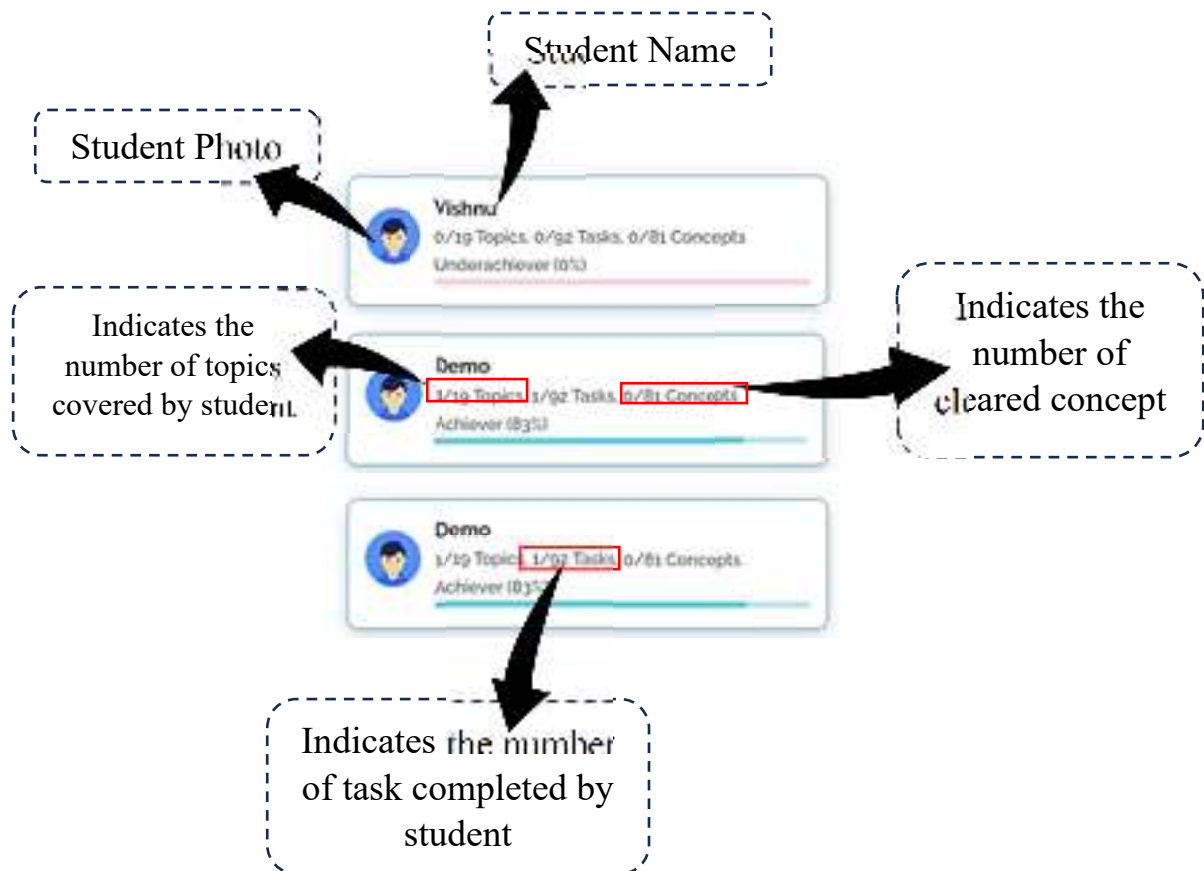 Student Name
Student Photo
Vishnu
0/19 Topics, 0/92 Tasks, 0/81 Concepts
Underachiever (0%)
Indicates the
number of topics
covered by student.
Indicates the
number of
cleared concept
Demo
1/19 Topics, 1/92 Tasks, 0/81 Concepts
Achiever (83%)
Demo
1/19 Topics, 1/92 Tasks, 0/81 Concepts
Achiever (83%)
Indicates the number
of task completed by
student